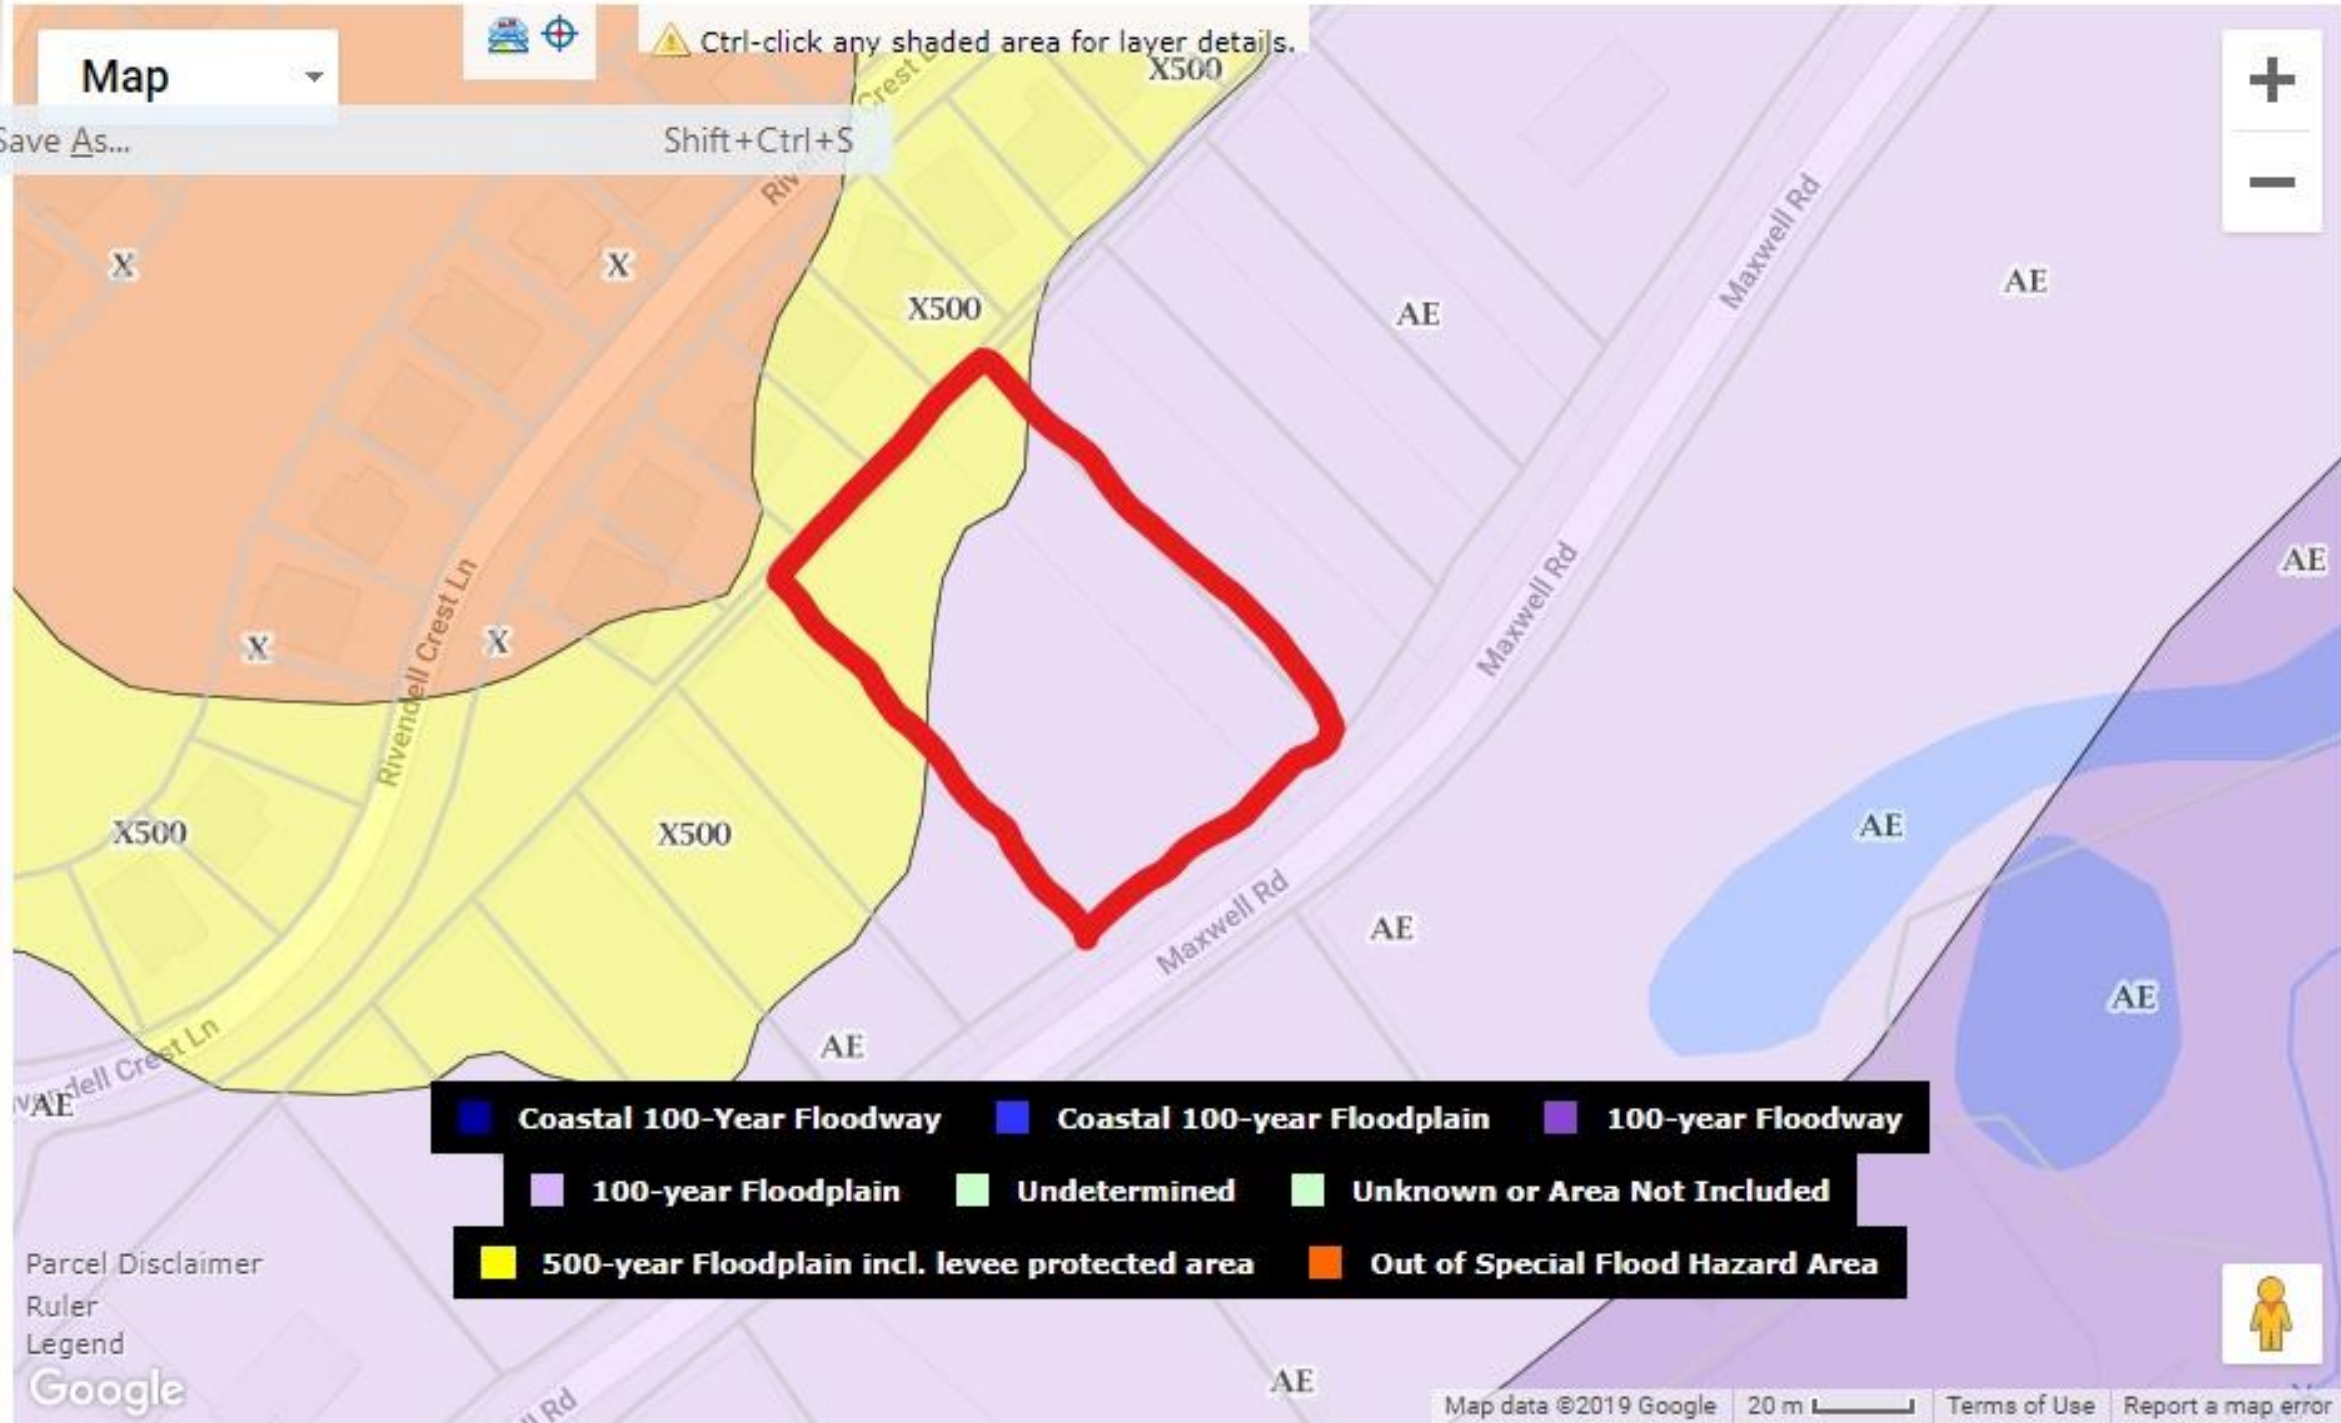 Map
Ctrl-click any shaded area for layer details.
Save As...
Shift+Ctrl+S
Crest
X500
X
X
X500
AE
AE
Maxwell Rd
AE
Maxwell Rd
X
X
Rivendell Crest Ln
X500
X500
AE
AE
AE
Maxwell Rd
AE
AE
Crest Ln
Coastal 100-Year Floodway
Coastal 100-year Floodplain
100-year Floodway
100-year Floodplain
Undetermined
Unknown or Area Not Included
500-year Floodplain incl. levee protected area
Out of Special Flood Hazard Area
Parcel Disclaimer
Ruler
Legend
Google
AE
Rd
Map data ©2019 Google
20 m
Terms of Use
Report a map error